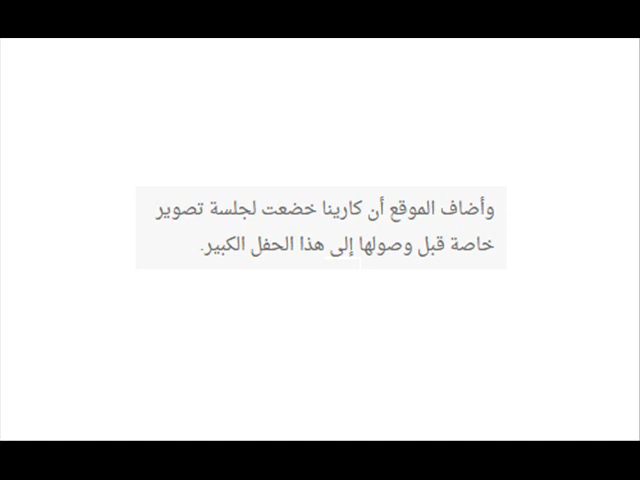 وأضاف الموقع أن كارينا خضعت لجلسة تصوير
خاصة قبل وصولها إلى هذا الحفل الكبير.